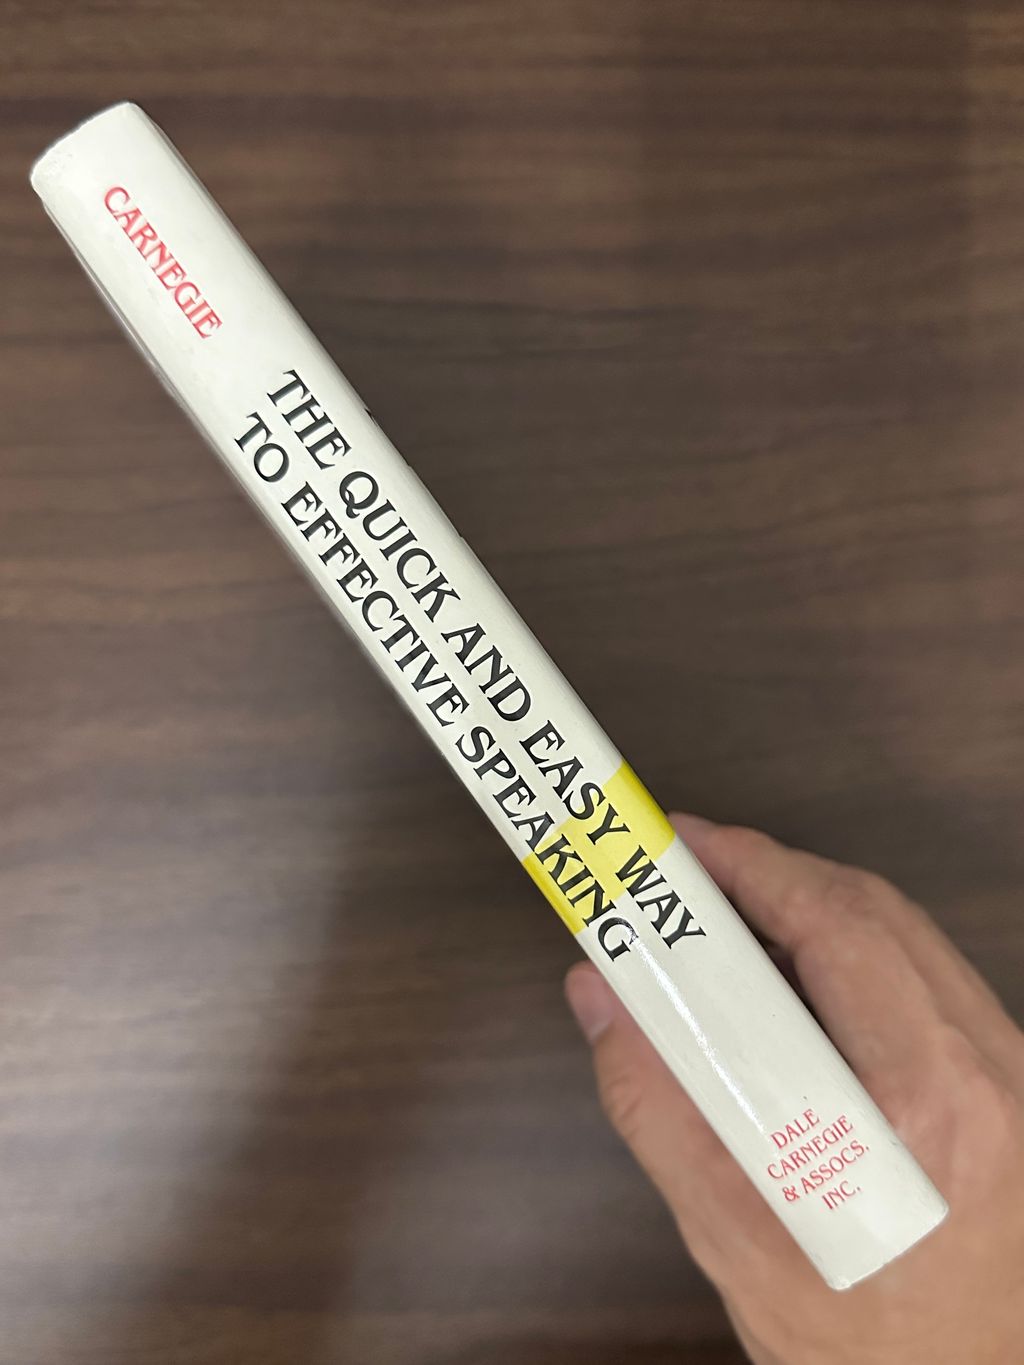 CARNEGIE
THE QUICK AND EASY WAY
TO EFFECTIVE SPEAKING
DALE
CARNEGIE
& ASSOCS.
INC.